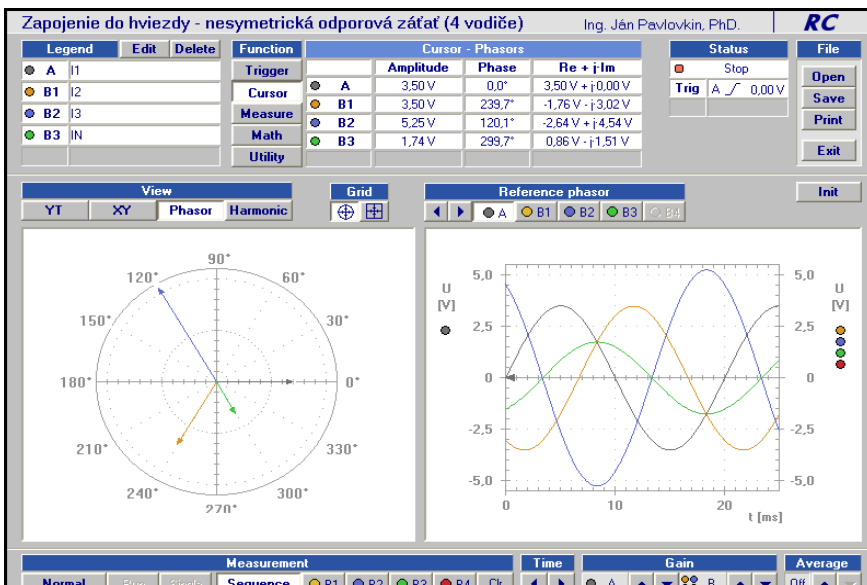 Zapojenie do hviezdy - nesymetrická odporová záťať (4 vodiče) Ing. Ján Pavlovkin, PhD. RC
Legend Edit Delete Function Cursor - Phasors Status File
A I1 Trigger Amplitude Phase Re + j·Im Stop Open
B1 I2 Cursor A 3,50 V 0,0° 3,50 V + j·0,00 V Trig A 0,00 V Save
B2 I3 Measure B1 3,50 V 239,7° -1,76 V - j·3,02 V Print
B3 IN Math B2 5,25 V 120,1° -2,64 V + j·4,54 V
Utility B3 1,74 V 299,7° 0,86 V - j·1,51 V Exit
View Grid Reference phasor Init
YT XY Phasor Harmonic A B1 B2 B3 B4
90°
120° 60°
150° 30°
180° 0°
210° 330°
240° 300°
270°
5,0 5,0
U U
[V] [V]
2,5 2,5
0 0
-2,5 -2,5
-5,0 -5,0
0 10 20
t [ms]
Measurement Time Gain Average
Normal Run Single Sequence B1 B2 B3 B4 Clr A B Off